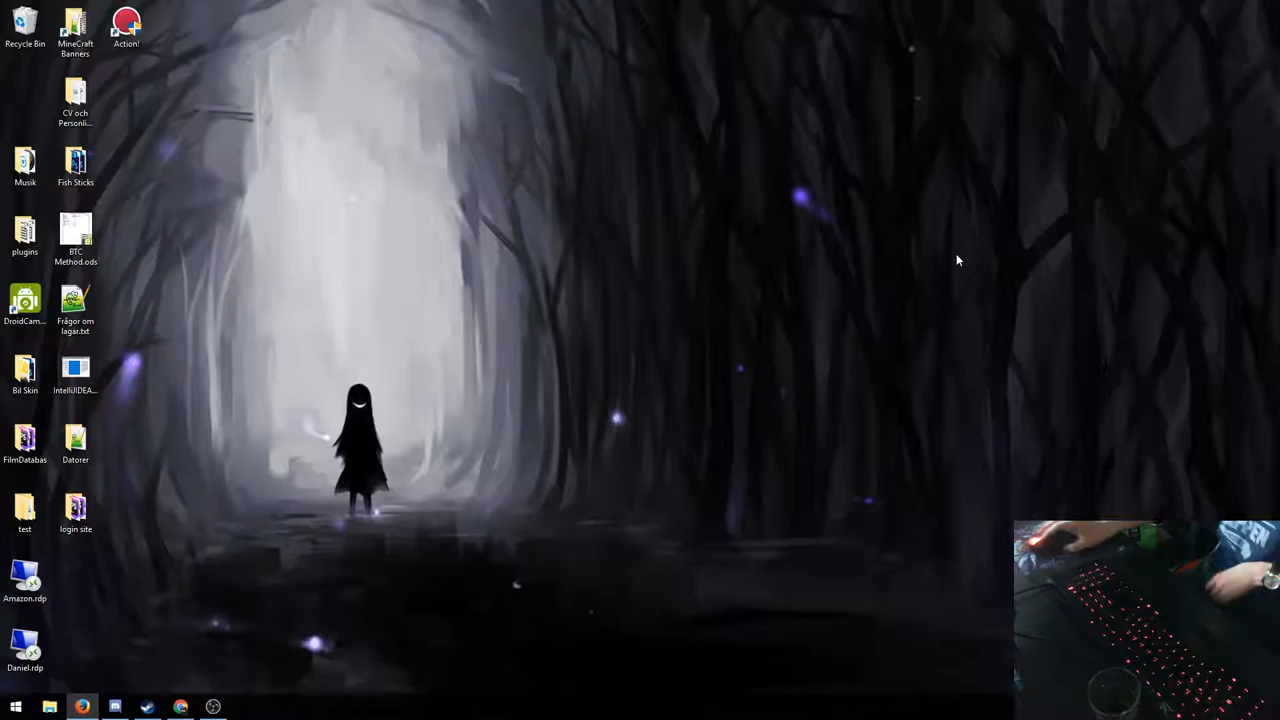 Recycle Bin
MineCraft
Banners
Action!
CV och
Personli...
Musik
Fish Sticks
plugins
BTC
Method.ods
DroidCam...
Frågor om
lagar.txt
Bil Skin
IntelliJIDEA...
FilmDatabas
Datorer
test
login site
Amazon.rdp
Daniel.rdp